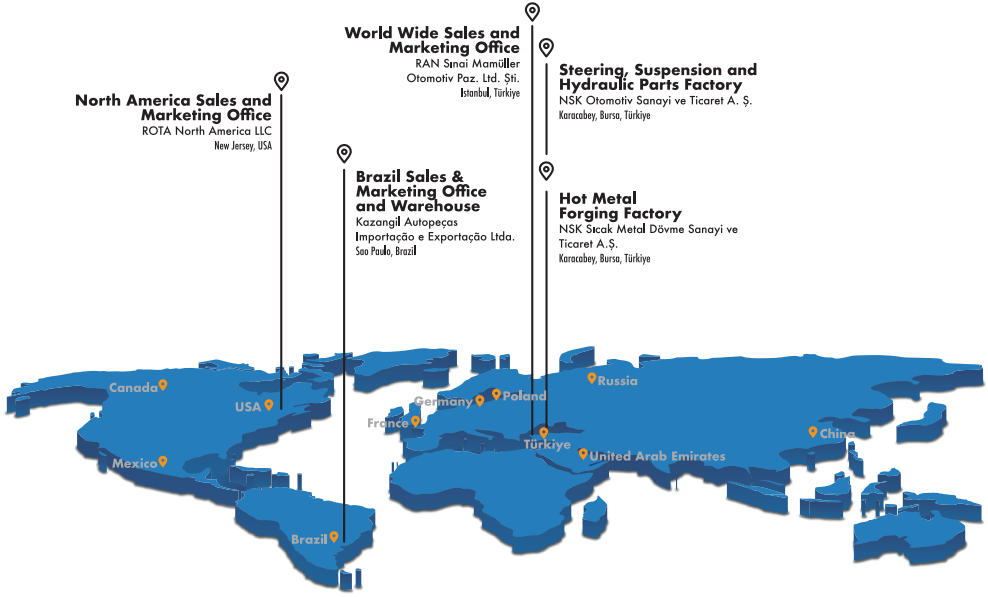 World Wide Sales and
Marketing Office
RAN Sınai Mamüller
Otomotiv Paz. Ltd. Şti.
Istanbul, Türkiye
Steering, Suspension and
Hydraulic Parts Factory
NSK Otomotiv Sanayi ve Ticaret A. Ş.
Karacabey, Bursa, Türkiye
North America Sales and
Marketing Office
ROTA North America LLC
New Jersey, USA
Brazil Sales &
Marketing Office
and Warehouse
Kazangil Autopeças
Importação e Exportação Ltda.
Sao Paulo, Brazil
Hot Metal
Forging Factory
NSK Sıcak Metal Dövme Sanayi ve
Ticaret A.Ş.
Karacabey, Bursa, Türkiye
Canada
USA
Mexico
Brazil
France
Germany
Poland
Russia
Türkiye
United Arab Emirates
China